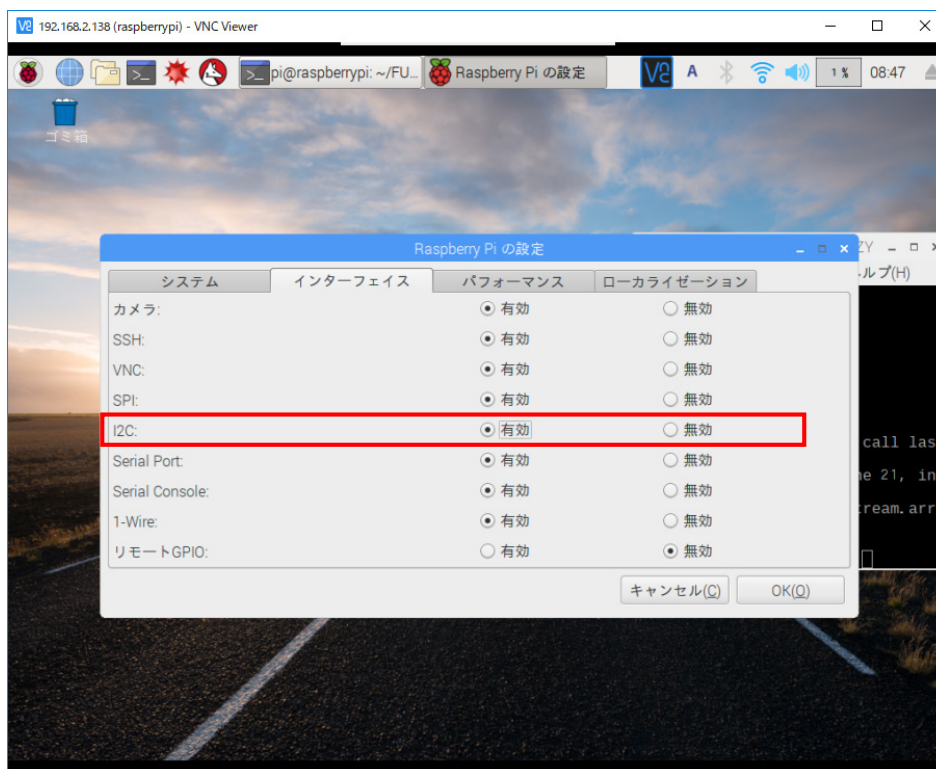 192.168.2.138 (raspberrypi) - VNC Viewer
pi@raspberrypi: ~/FU... Raspberry Pi の設定 A 1 % 08:47
ゴミ箱
Raspberry Pi の設定
システム インターフェイス パフォーマンス ローカライゼーション
ルプ(H)
カメラ: 有効 無効
SSH: 有効 無効
VNC: 有効 無効
SPI: 有効 無効
I2C: 有効 無効
call las
Serial Port: 有効 無効
ne 21, in
Serial Console: 有効 無効
ream.arr
1-Wire: 有効 無効
リモートGPIO: 有効 無効
キャンセル(C) OK(O)